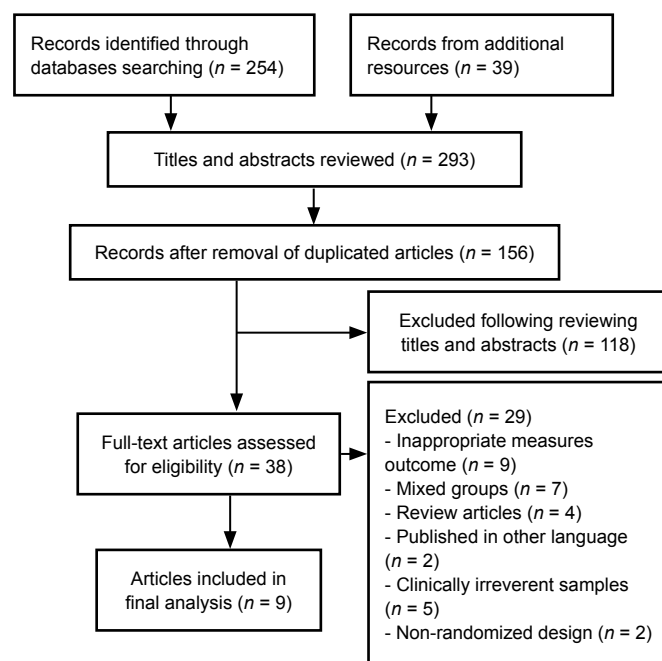 Records identified through
databases searching (n = 254)
Records from additional
resources (n = 39)
Titles and abstracts reviewed (n = 293)
Records after removal of duplicated articles (n = 156)
Excluded following reviewing
titles and abstracts (n = 118)
Full-text articles assessed
for eligibility (n = 38)
Excluded (n = 29)
- Inappropriate measures
outcome (n = 9)
- Mixed groups (n = 7)
- Review articles (n = 4)
- Published in other language
(n = 2)
- Clinically irreverent samples
(n = 5)
- Non-randomized design (n = 2)
Articles included in
final analysis (n = 9)